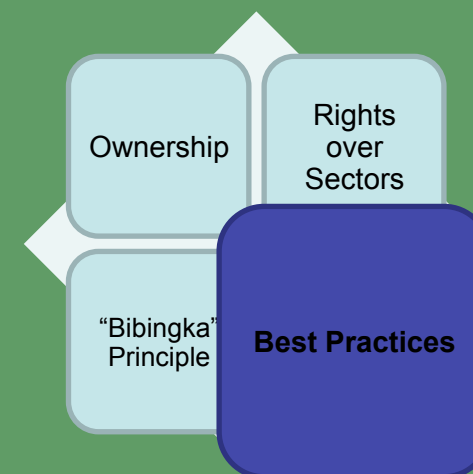 Ownership
Rights
over
Sectors
“Bibingka”
Principle
Best Practices